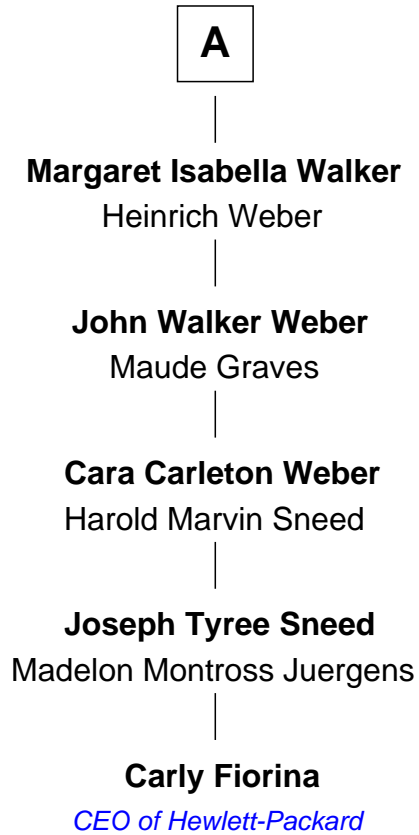 A
Margaret Isabella Walker
Heinrich Weber
John Walker Weber
Maude Graves
Cara Carleton Weber
Harold Marvin Sneed
Joseph Tyree Sneed
Madelon Montross Juergens
Carly Fiorina
CEO of Hewlett-Packard